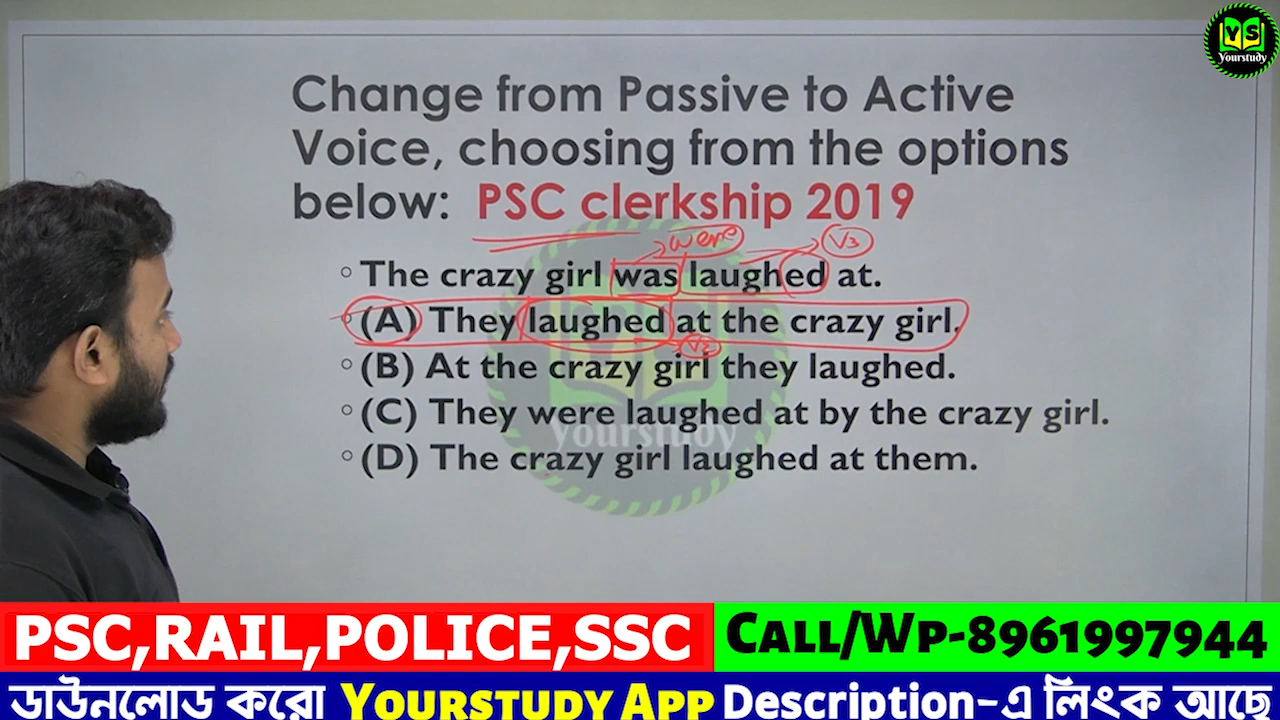 YS
Yourstudy
Change from Passive to Active
Voice, choosing from the options
below: PSC clerkship 2019
were V3
The crazy girl was laughed at.
(A) They laughed at the crazy girl.
V2
(B) At the crazy girl they laughed.
(C) They were laughed at by the crazy girl.
Yourstudy
(D) The crazy girl laughed at them.
PSC,RAIL,POLICE,SSC
CALL/WP-8961997944
ডাউনলোড করো YOURSTUDY APP Description-এ লিংক আছে